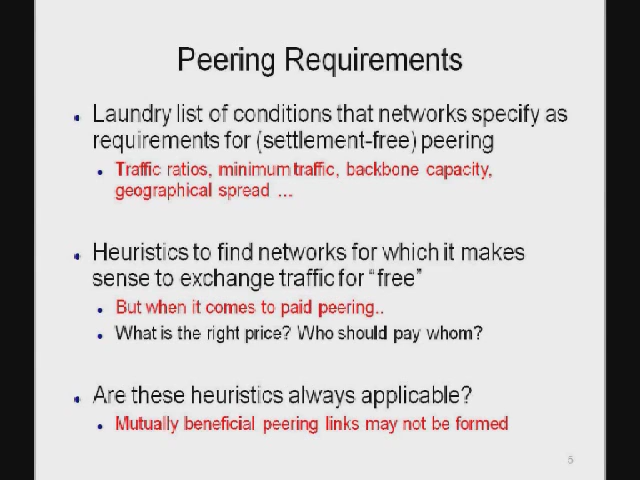 Peering Requirements
Laundry list of conditions that networks specify as
requirements for (settlement-free) peering
Traffic ratios, minimum traffic, backbone capacity,
geographical spread ...
Heuristics to find networks for which it makes
sense to exchange traffic for “free”
But when it comes to paid peering..
What is the right price? Who should pay whom?
Are these heuristics always applicable?
Mutually beneficial peering links may not be formed